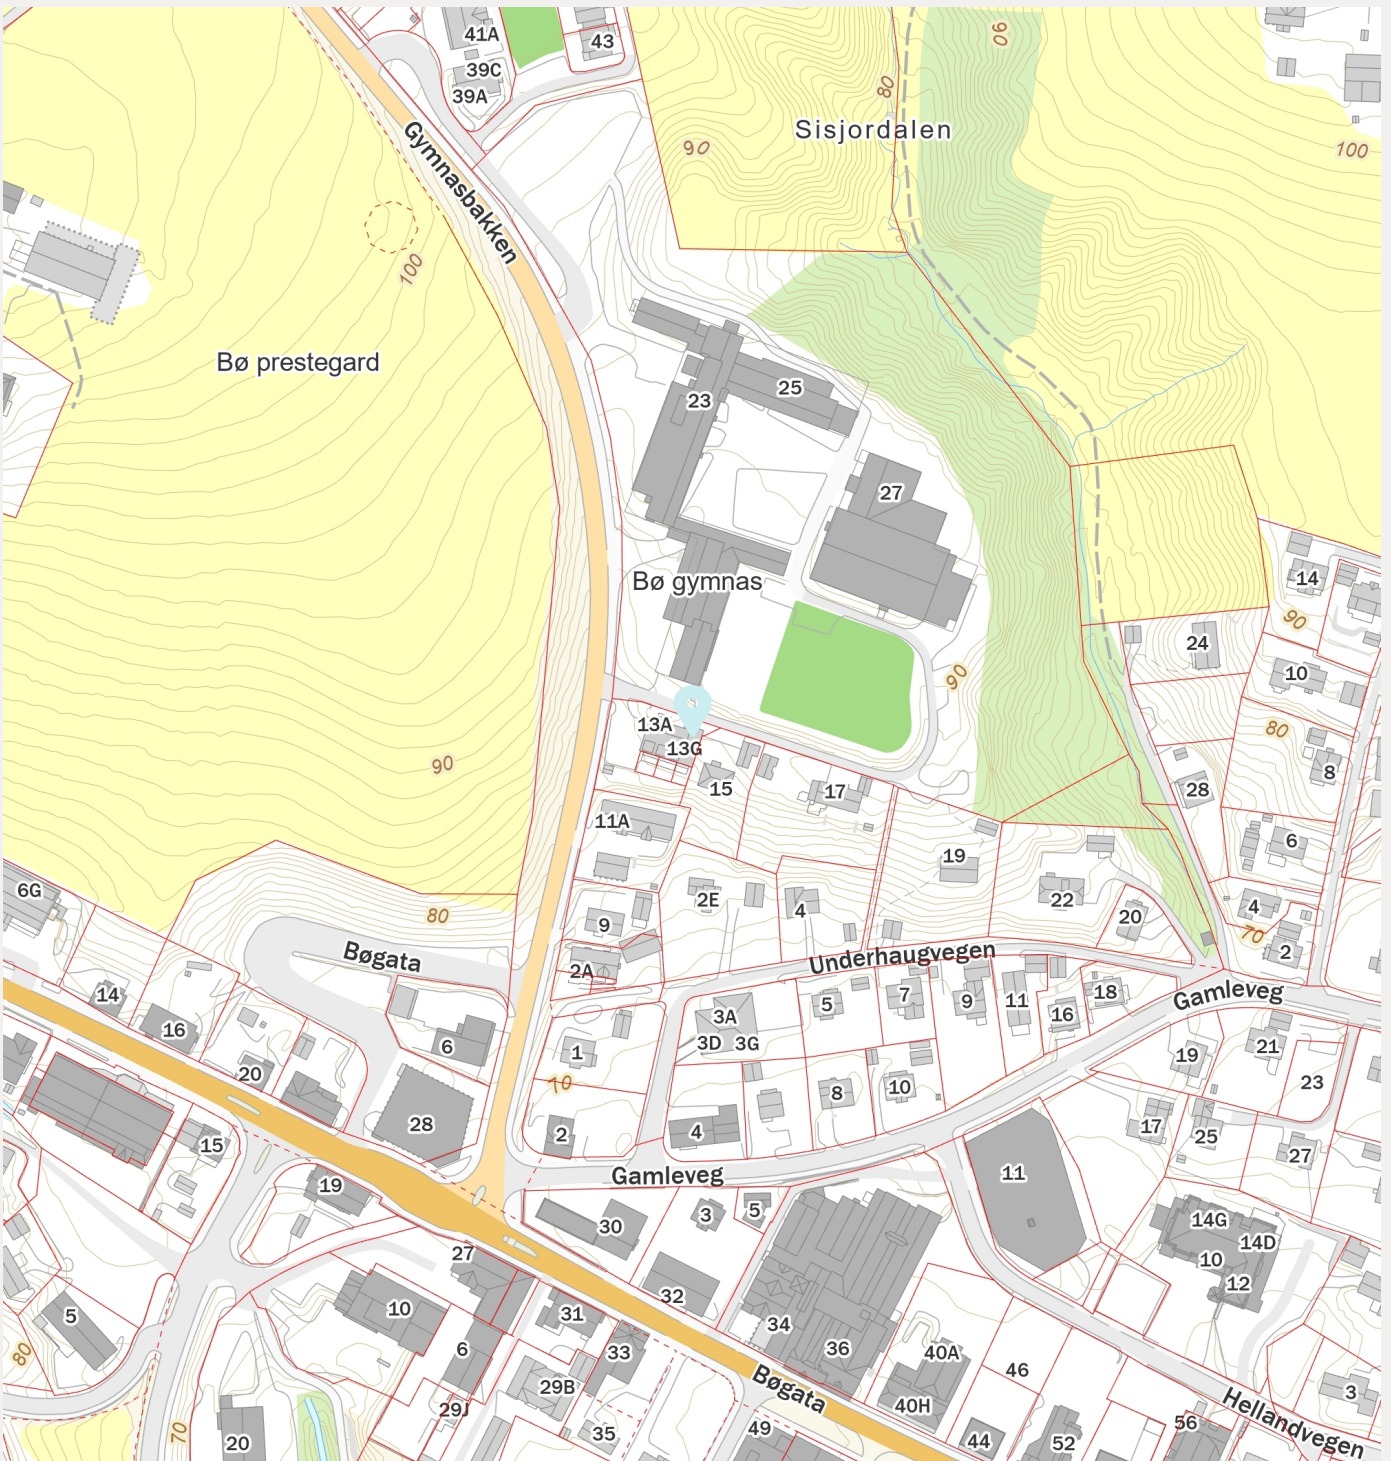 41A
43
90
39C
80
39A
Sisjordalen
90
100
Gymnasbakken
100
Bø prestegard
25
23
27
Bø gymnas
14
90
24
10
90
13A
80
13G
90
8
15
17
28
11A
6
19
6G
2E
22
4
4
80
9
20
70
Bøgata
Underhaugvegen
2
2A
14
7
9
11
18
Gamleveg
5
16
3A
16
6
3D
3G
21
1
19
20
70
8
10
23
28
17
2
4
25
15
27
Gamleveg
11
19
3
5
14G
30
14D
27
10
12
32
10
31
5
34
6
33
36
40A
80
46
29B
Bøgata
3
40H
29J
Hellandvegen
56
70
35
49
20
44
52